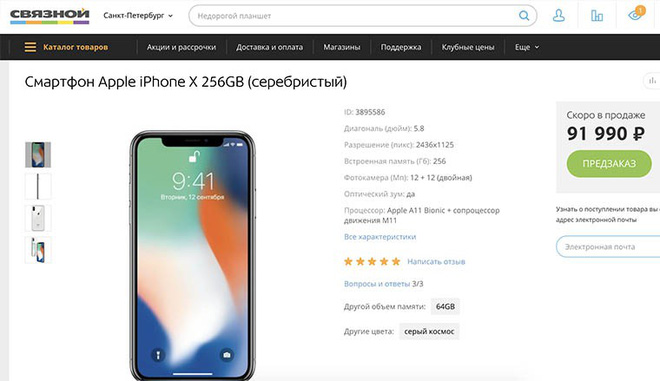 СВЯЗНОЙ
Санкт-Петербург
Недорогой планшет
1
Каталог товаров
Акции и рассрочки
Доставка и оплата
Магазины
Поддержка
Клубные цены
Еще
Смартфон Apple iPhone X 256GB (серебристый)
9:41
Вторник, 12 сентября
ID: 3895586
Диагональ (дюйм): 5.8
Разрешение (пикс): 2436x1125
Встроенная память (Гб): 256
Фотокамера (Мп): 12 + 12 (двойная)
Оптический зум: да
Процессор: Apple A11 Bionic + сопроцессор
движения M11
Все характеристики
Написать отзыв
Вопросы и ответы 3/3
Другой объем памяти: 64GB
Другие цвета: серый космос
Скоро в продаже
91 990 ₽
ПРЕДЗАКАЗ
Узнать о поступлении товара вы
адрес электронной почты
Электронная почта